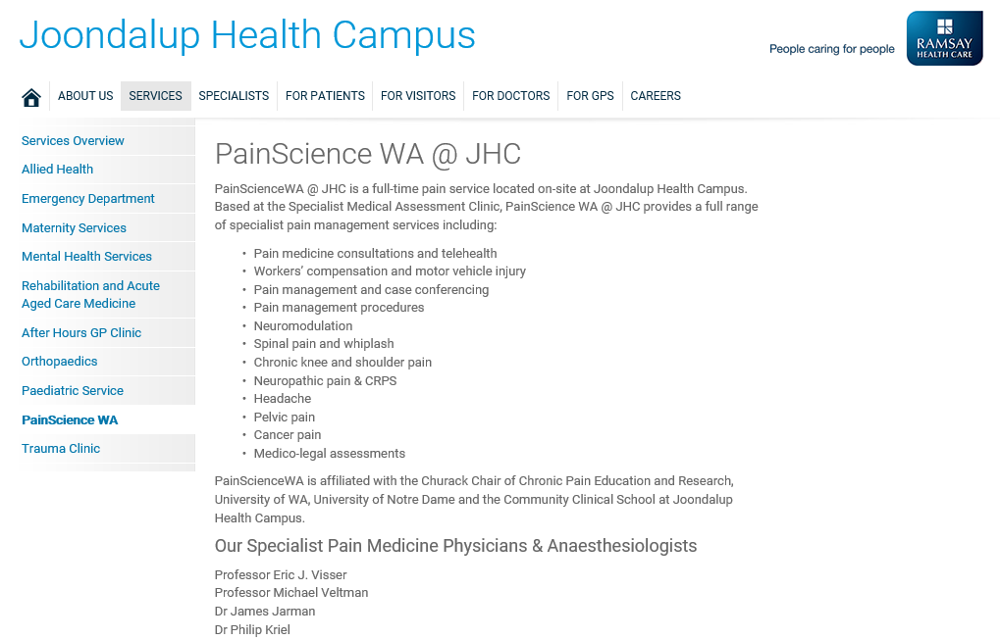 Joondalup Health Campus
People caring for people
RAMSAY
HEALTH CARE
ABOUT US SERVICES SPECIALISTS FOR PATIENTS FOR VISITORS FOR DOCTORS FOR GPS CAREERS
Services Overview
Allied Health
Emergency Department
Maternity Services
Mental Health Services
Rehabilitation and Acute
Aged Care Medicine
After Hours GP Clinic
Orthopaedics
Paediatric Service
PainScience WA
Trauma Clinic
PainScience WA @ JHC
PainScienceWA @ JHC is a full-time pain service located on-site at Joondalup Health Campus.
Based at the Specialist Medical Assessment Clinic, PainScience WA @ JHC provides a full range
of specialist pain management services including:
• Pain medicine consultations and telehealth
• Workers’ compensation and motor vehicle injury
• Pain management and case conferencing
• Pain management procedures
• Neuromodulation
• Spinal pain and whiplash
• Chronic knee and shoulder pain
• Neuropathic pain & CRPS
• Headache
• Pelvic pain
• Cancer pain
• Medico-legal assessments
PainScienceWA is affiliated with the Churack Chair of Chronic Pain Education and Research,
University of WA, University of Notre Dame and the Community Clinical School at Joondalup
Health Campus.
Our Specialist Pain Medicine Physicians & Anaesthesiologists
Professor Eric J. Visser
Professor Michael Veltman
Dr James Jarman
Dr Philip Kriel